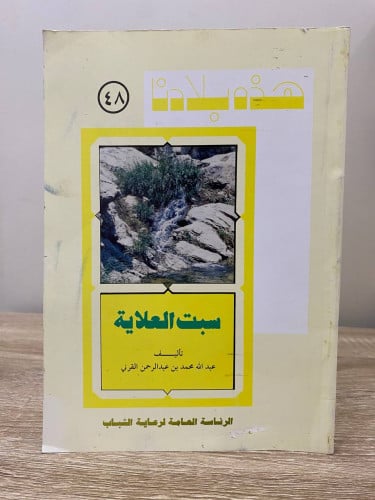 هذه بلادنا
٤٨
سبت العلاية
تأليف
عبد الله محمد بن عبدالرحمن القرني
الرئاسة العامة لرعاية الشباب